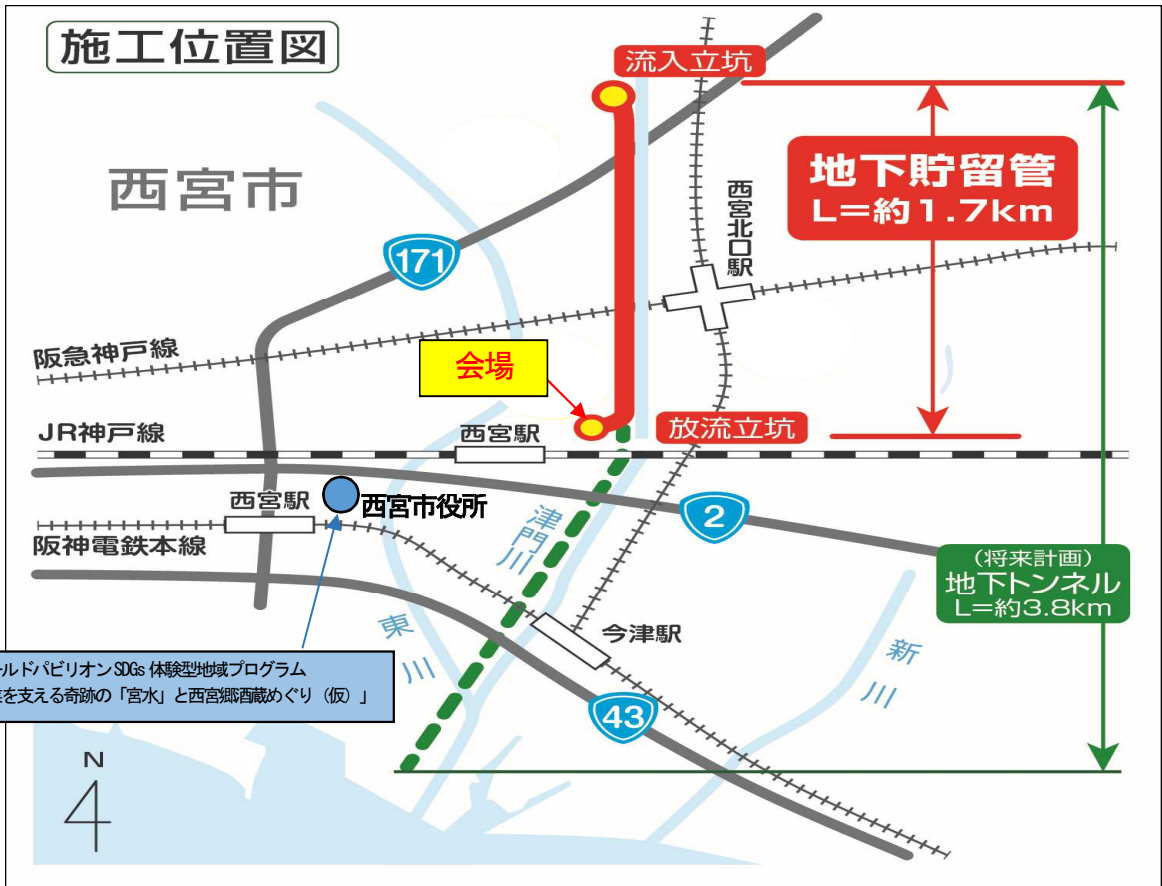 施工位置図
流入立坑
西宮市
地下貯留管
L=約1.7km
171
西宮北口駅
阪急神戸線
会場
JR神戸線
西宮駅
放流立坑
西宮駅
西宮市役所
阪神電鉄本線
津門川
2
(将来計画)
地下トンネル
L=約3.8km
東川
今津駅
新川
ールドパビリオンSDGs 体験型地域プログラム
を支える奇跡の「宮水」と西宮郷酒蔵めぐり（仮）」
43
N